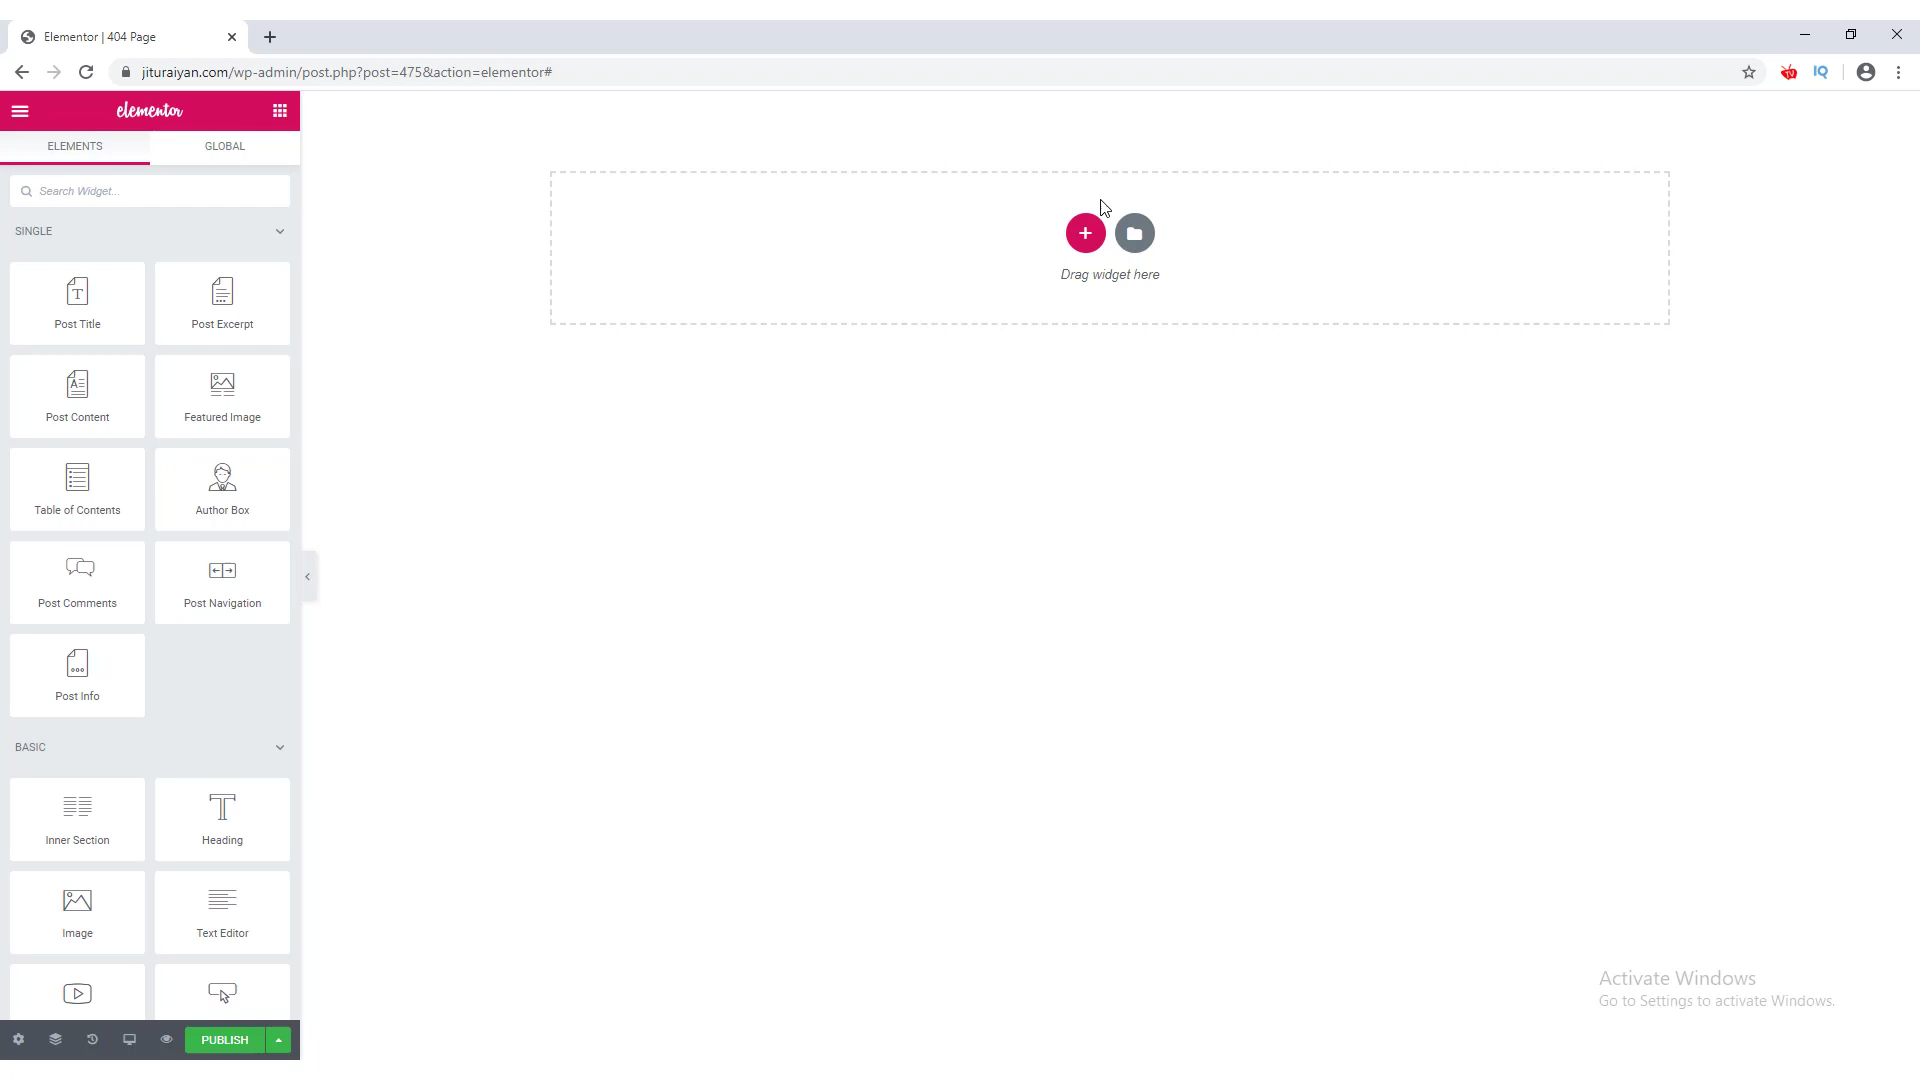 Elementor | 404 Page
jituraiyan.com/wp-admin/post.php?post=475&action=elementor#
IQ
elementor
ELEMENTS
GLOBAL
Search Widget...
SINGLE
Post Title
Post Excerpt
Post Content
Featured Image
Table of Contents
Author Box
Post Comments
Post Navigation
Post Info
BASIC
Inner Section
Heading
Image
Text Editor
PUBLISH
Drag widget here
Activate Windows
Go to Settings to activate Windows.